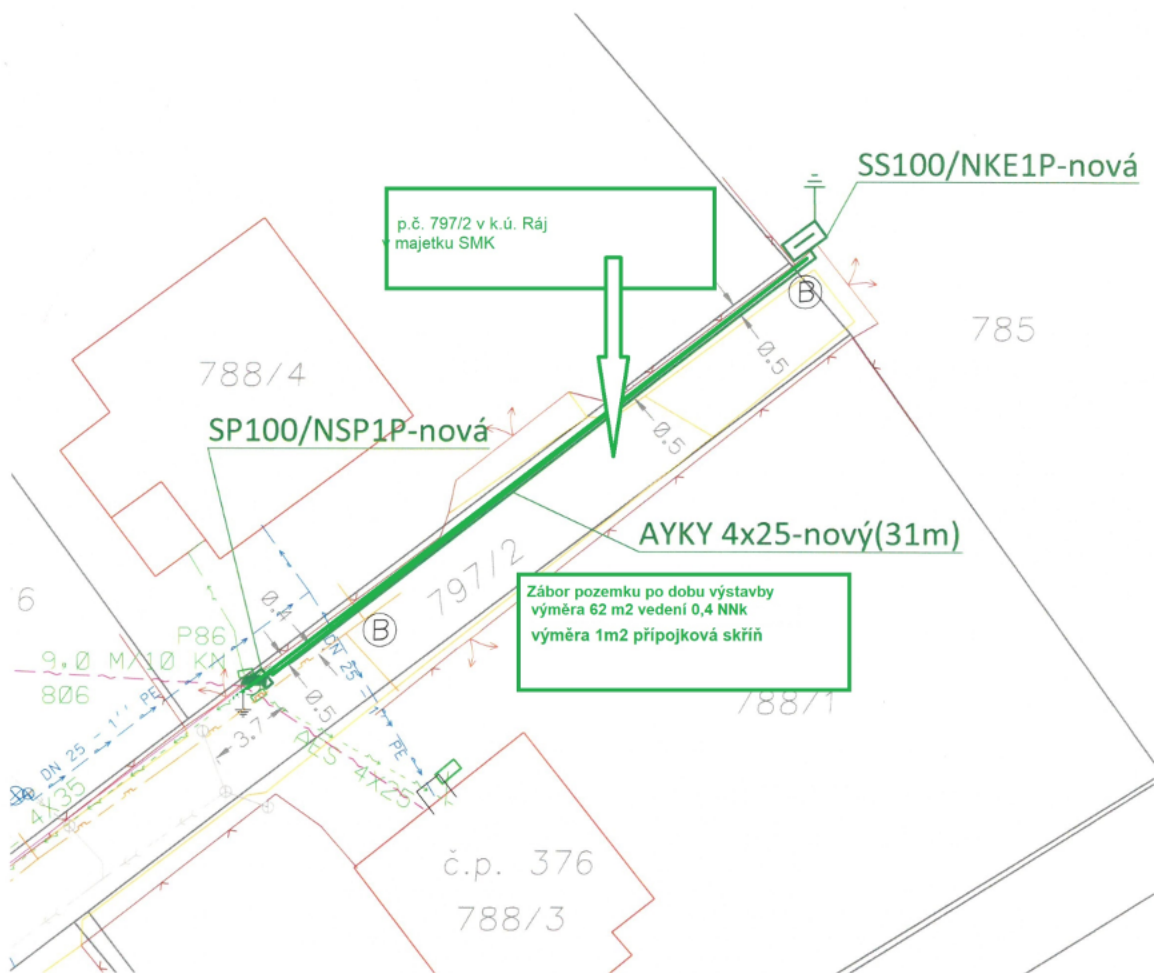 SS100/NKE1P-nová
p.č. 797/2 v k.ú. Ráj
majetku SMK
B
785
0.5
788/4
SP100/NSP1P-nová
0.5
AYKY 4x25-nový(31m)
797/2
Zábor pozemku po dobu výstavby
výměra 62 m2 vedení 0,4 NNk
výměra 1m2 přípojková skříň
6
0.4
B
P86
9.0 M/10 KN
806
DN 25
PE
0.5
788/1
3.7
DN 25 - 1'' PE
AES 4X25
4X35
č.p. 376
788/3